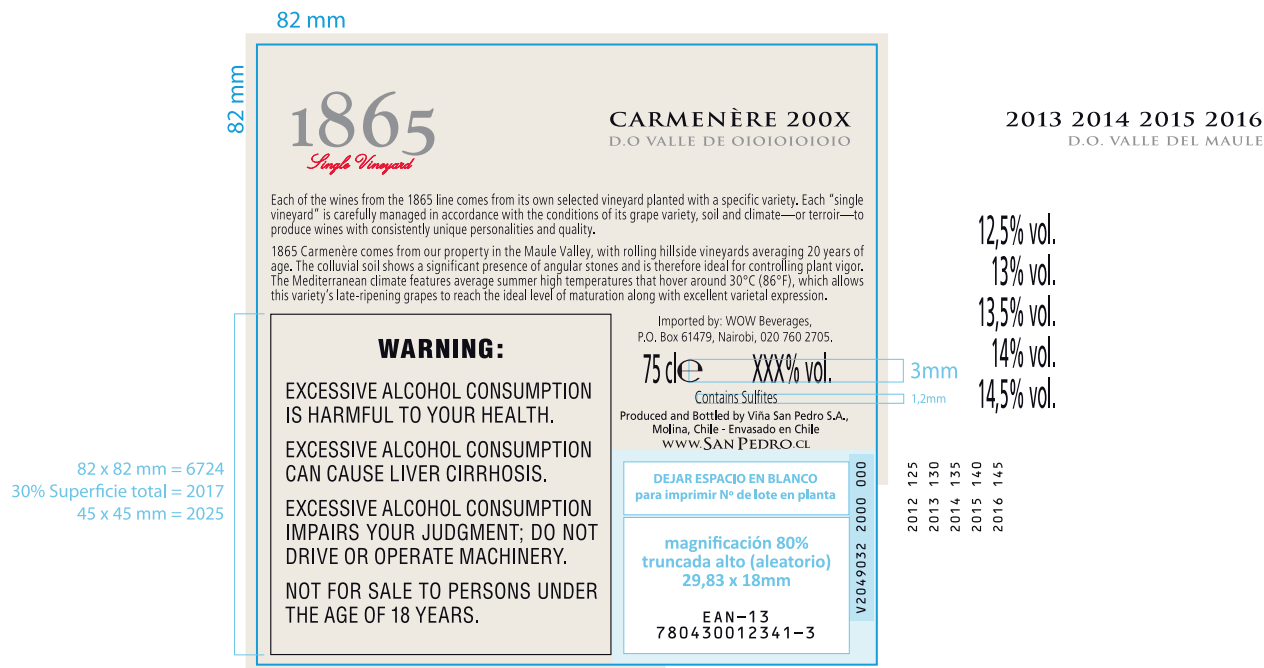 82 mm
82 mm
1865
Single Vineyard
CARMENÈRE 200X
D.O VALLE DE OIOIOIOIOIO
2013 2014 2015 2016
D.O. VALLE DEL MAULE
Each of the wines from the 1865 line comes from its own selected vineyard planted with a specific variety. Each “single
vineyard” is carefully managed in accordance with the conditions of its grape variety, soil and climate—or terroir—to
produce wines with consistently unique personalities and quality.
1865 Carmenère comes from our property in the Maule Valley, with rolling hillside vineyards averaging 20 years of
age. The colluvial soil shows a significant presence of angular stones and is therefore ideal for controlling plant vigor.
The Mediterranean climate features average summer high temperatures that hover around 30°C (86°F), which allows
this variety’s late-ripening grapes to reach the ideal level of maturation along with excellent varietal expression.
12,5% vol.
13% vol.
13,5% vol.
14% vol.
14,5% vol.
WARNING:
EXCESSIVE ALCOHOL CONSUMPTION
IS HARMFUL TO YOUR HEALTH.
EXCESSIVE ALCOHOL CONSUMPTION
CAN CAUSE LIVER CIRRHOSIS.
EXCESSIVE ALCOHOL CONSUMPTION
IMPAIRS YOUR JUDGMENT; DO NOT
DRIVE OR OPERATE MACHINERY.
NOT FOR SALE TO PERSONS UNDER
THE AGE OF 18 YEARS.
82 x 82 mm = 6724
30% Superficie total = 2017
45 x 45 mm = 2025
Imported by: WOW Beverages,
P.O. Box 61479, Nairobi, 020 760 2705.
75 cl℮ XXX% vol.
3mm
Contains Sulfites
1,2mm
Produced and Bottled by Viña San Pedro S.A.,
Molina, Chile - Envasado en Chile
WWW.SANPEDRO.CL
DEJAR ESPACIO EN BLANCO
para imprimir Nº de lote en planta
magnificación 80%
truncada alto (aleatorio)
29,83 x 18mm
EAN-13
780430012341-3
V2049032 2000 000
2012 125
2013 130
2014 135
2015 140
2016 145